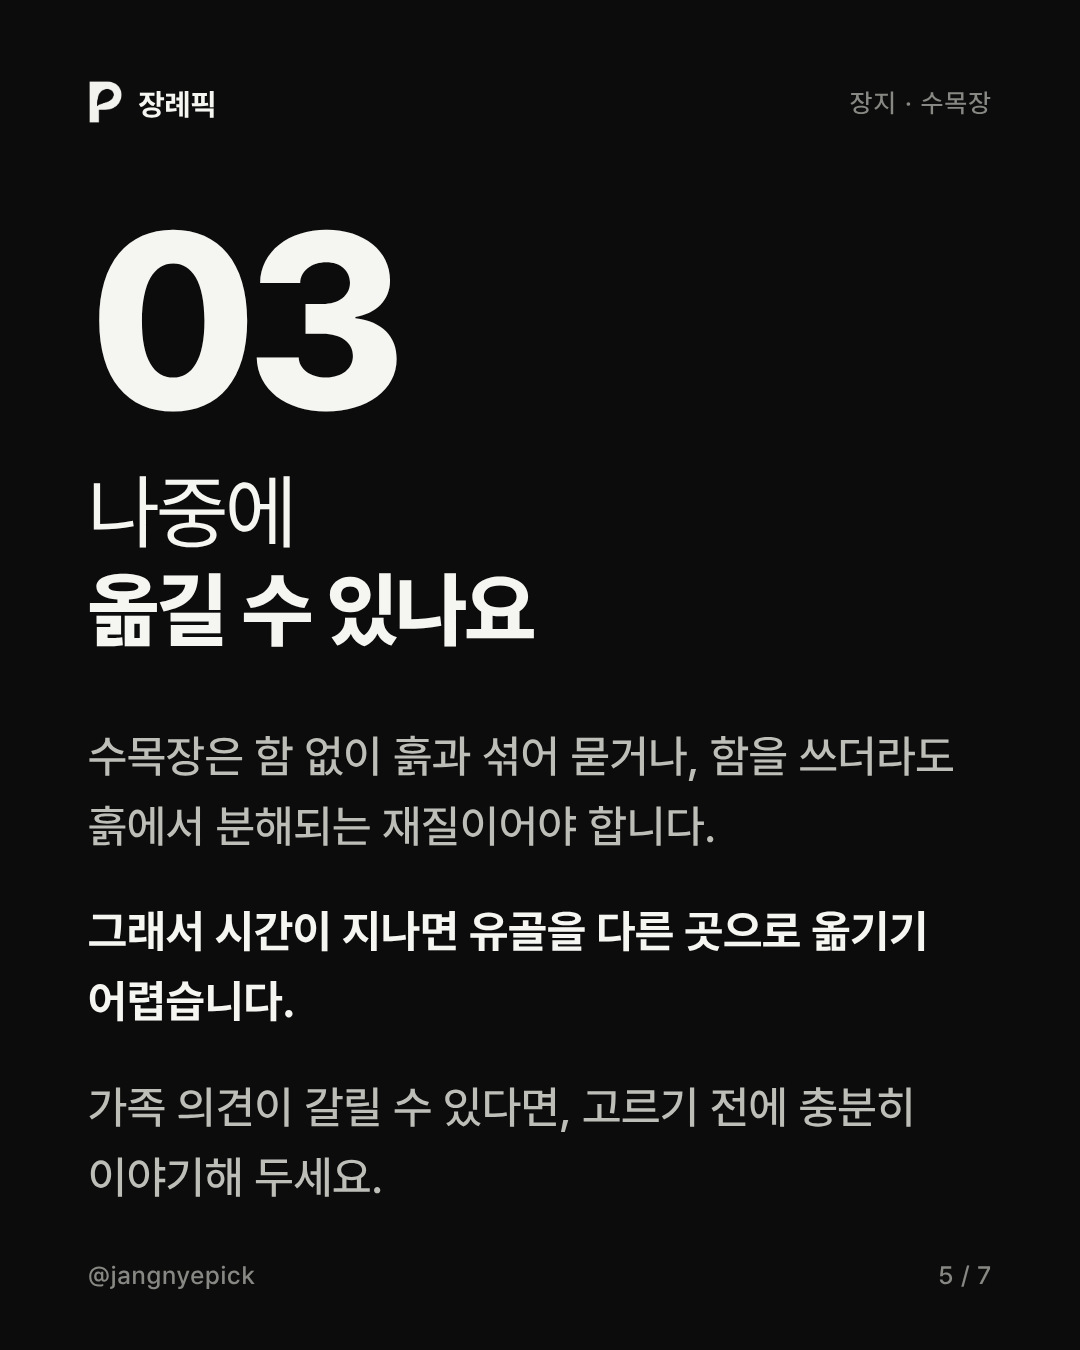 장례픽
장지 · 수목장
03
나중에
옮길 수 있나요
수목장은 함 없이 흙과 섞어 묻거나, 함을 쓰더라도
흙에서 분해되는 재질이어야 합니다.
그래서 시간이 지나면 유골을 다른 곳으로 옮기기
어렵습니다.
가족 의견이 갈릴 수 있다면, 고르기 전에 충분히
이야기해 두세요.
@jangnyepick
5 / 7